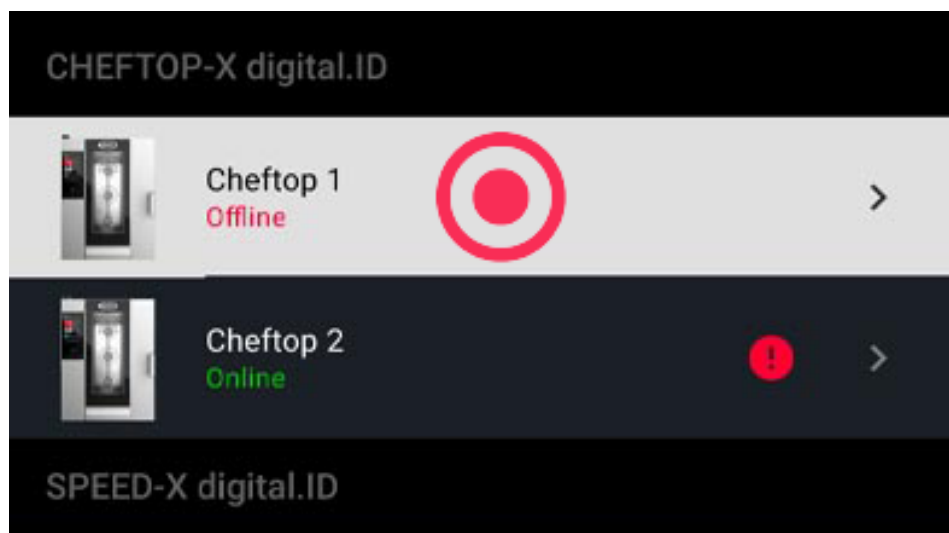 CHEFTOP-X digital.ID
Cheftop 1
Offline
Cheftop 2
Online
SPEED-X digital.ID